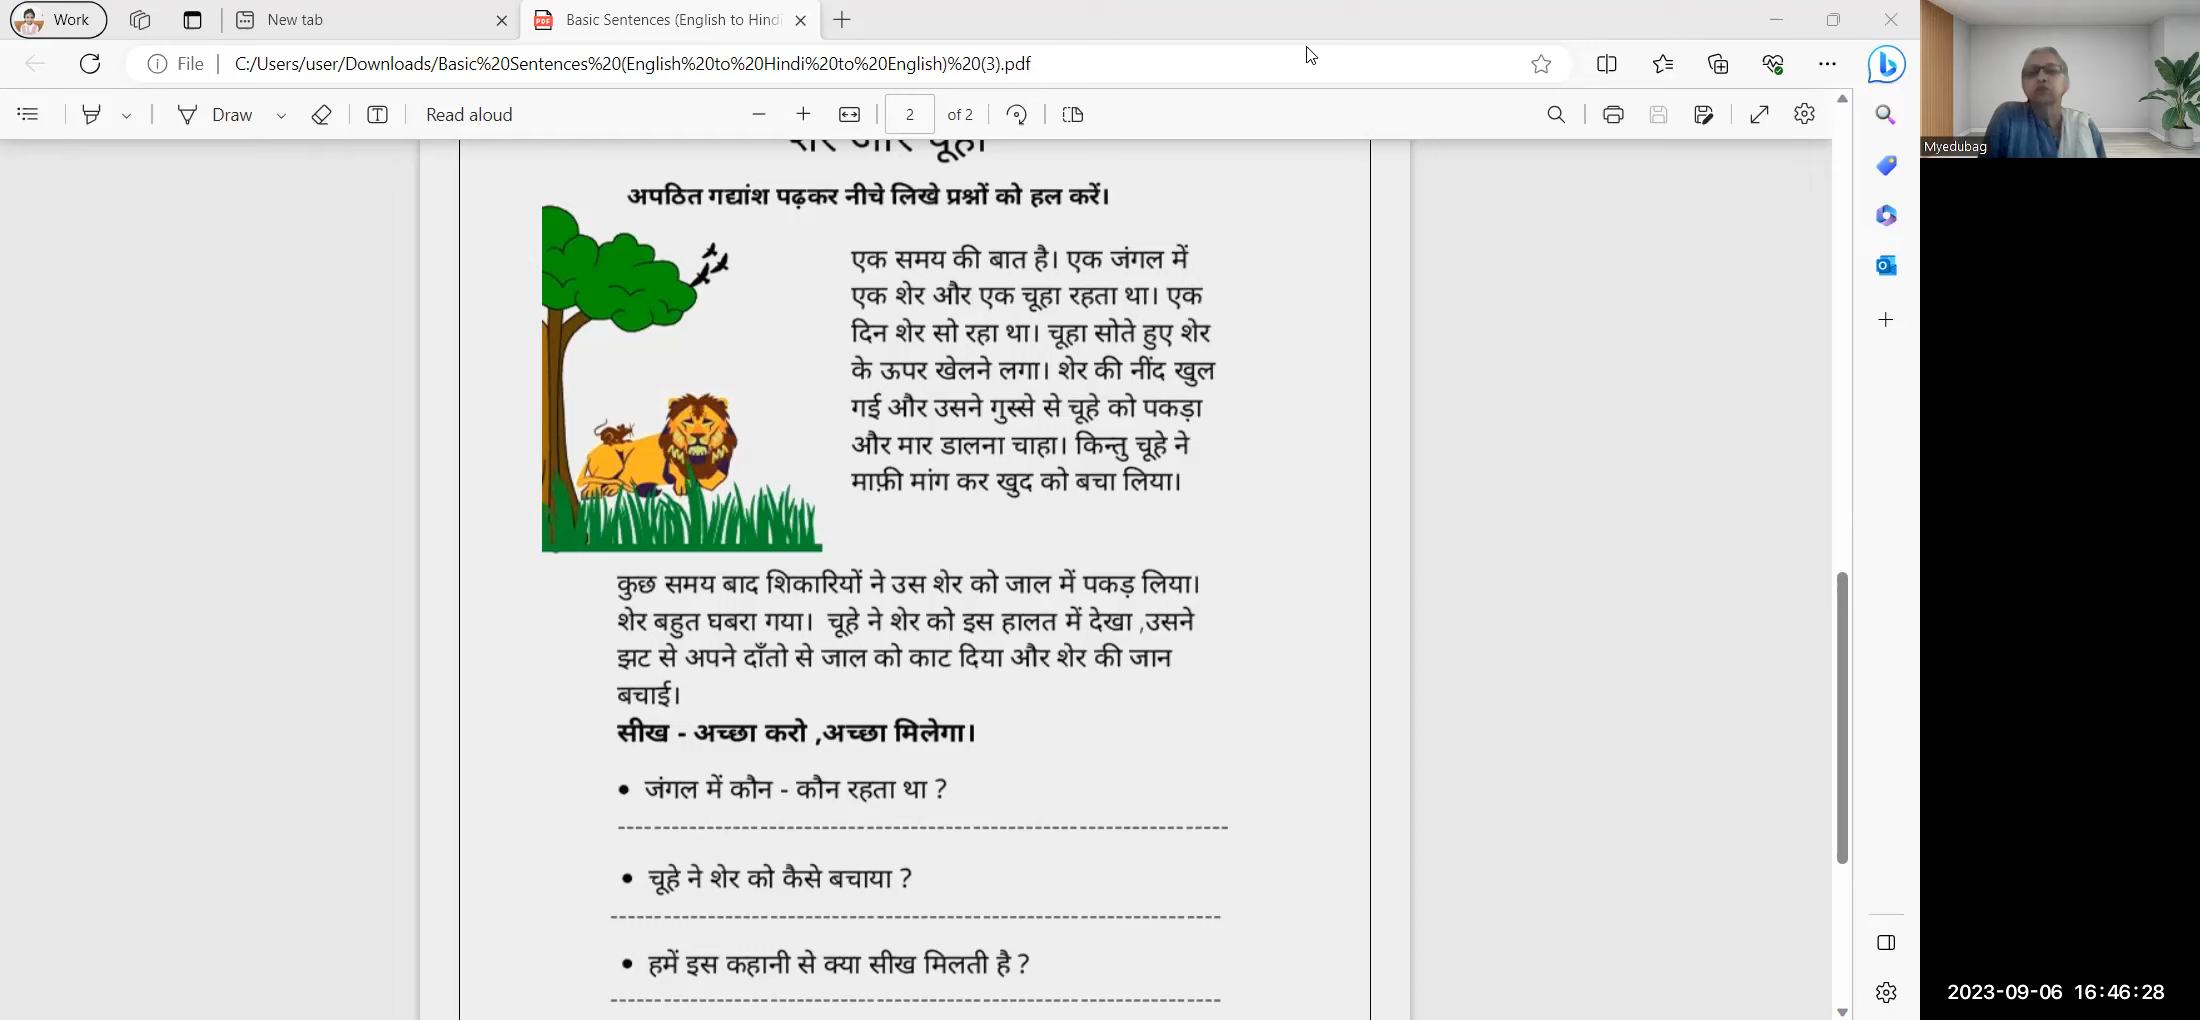 Work
New tab
Basic Sentences (English to Hindi
File
C:/Users/user/Downloads/Basic%20Sentences%20(English%20to%20Hindi%20to%20English)%20(3).pdf
Draw
Read aloud
2
of 2
Myedubag
शेर और चूहा
अपठित गद्यांश पढ़कर नीचे लिखे प्रश्नों को हल करें।
एक समय की बात है। एक जंगल में
एक शेर और एक चूहा रहता था। एक
दिन शेर सो रहा था। चूहा सोते हुए शेर
के ऊपर खेलने लगा। शेर की नींद खुल
गई और उसने गुस्से से चूहे को पकड़ा
और मार डालना चाहा। किन्तु चूहे ने
माफ़ी मांग कर खुद को बचा लिया।
कुछ समय बाद शिकारियों ने उस शेर को जाल में पकड़ लिया।
शेर बहुत घबरा गया। चूहे ने शेर को इस हालत में देखा ,उसने
झट से अपने दाँतो से जाल को काट दिया और शेर की जान
बचाई।
सीख - अच्छा करो ,अच्छा मिलेगा।
• जंगल में कौन - कौन रहता था ?
• चूहे ने शेर को कैसे बचाया ?
• हमें इस कहानी से क्या सीख मिलती है ?
2023-09-06 16:46:28